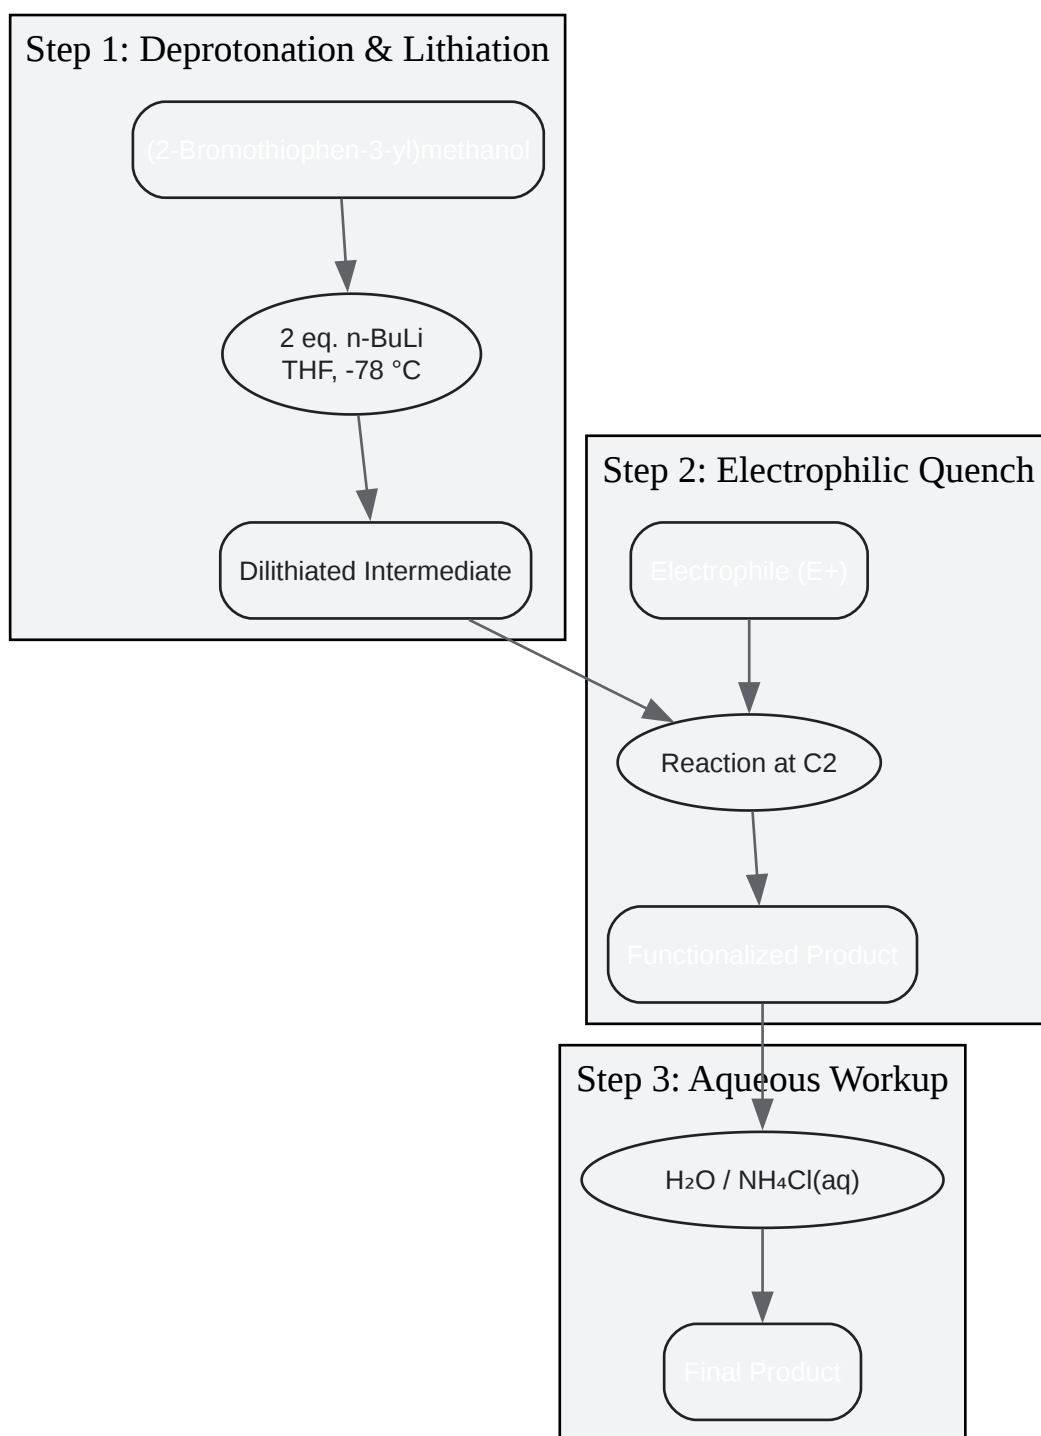 Step 1: Deprotonation & Lithiation
(2-Bromothiophen-3-yl)methanol
2 eq. n-BuLi
THF, -78 °C
Dilithiated Intermediate
Step 2: Electrophilic Quench
Electrophile (E+)
Reaction at C2
Functionalized Product
Step 3: Aqueous Workup
H₂O / NH₄Cl(aq)
Final Product